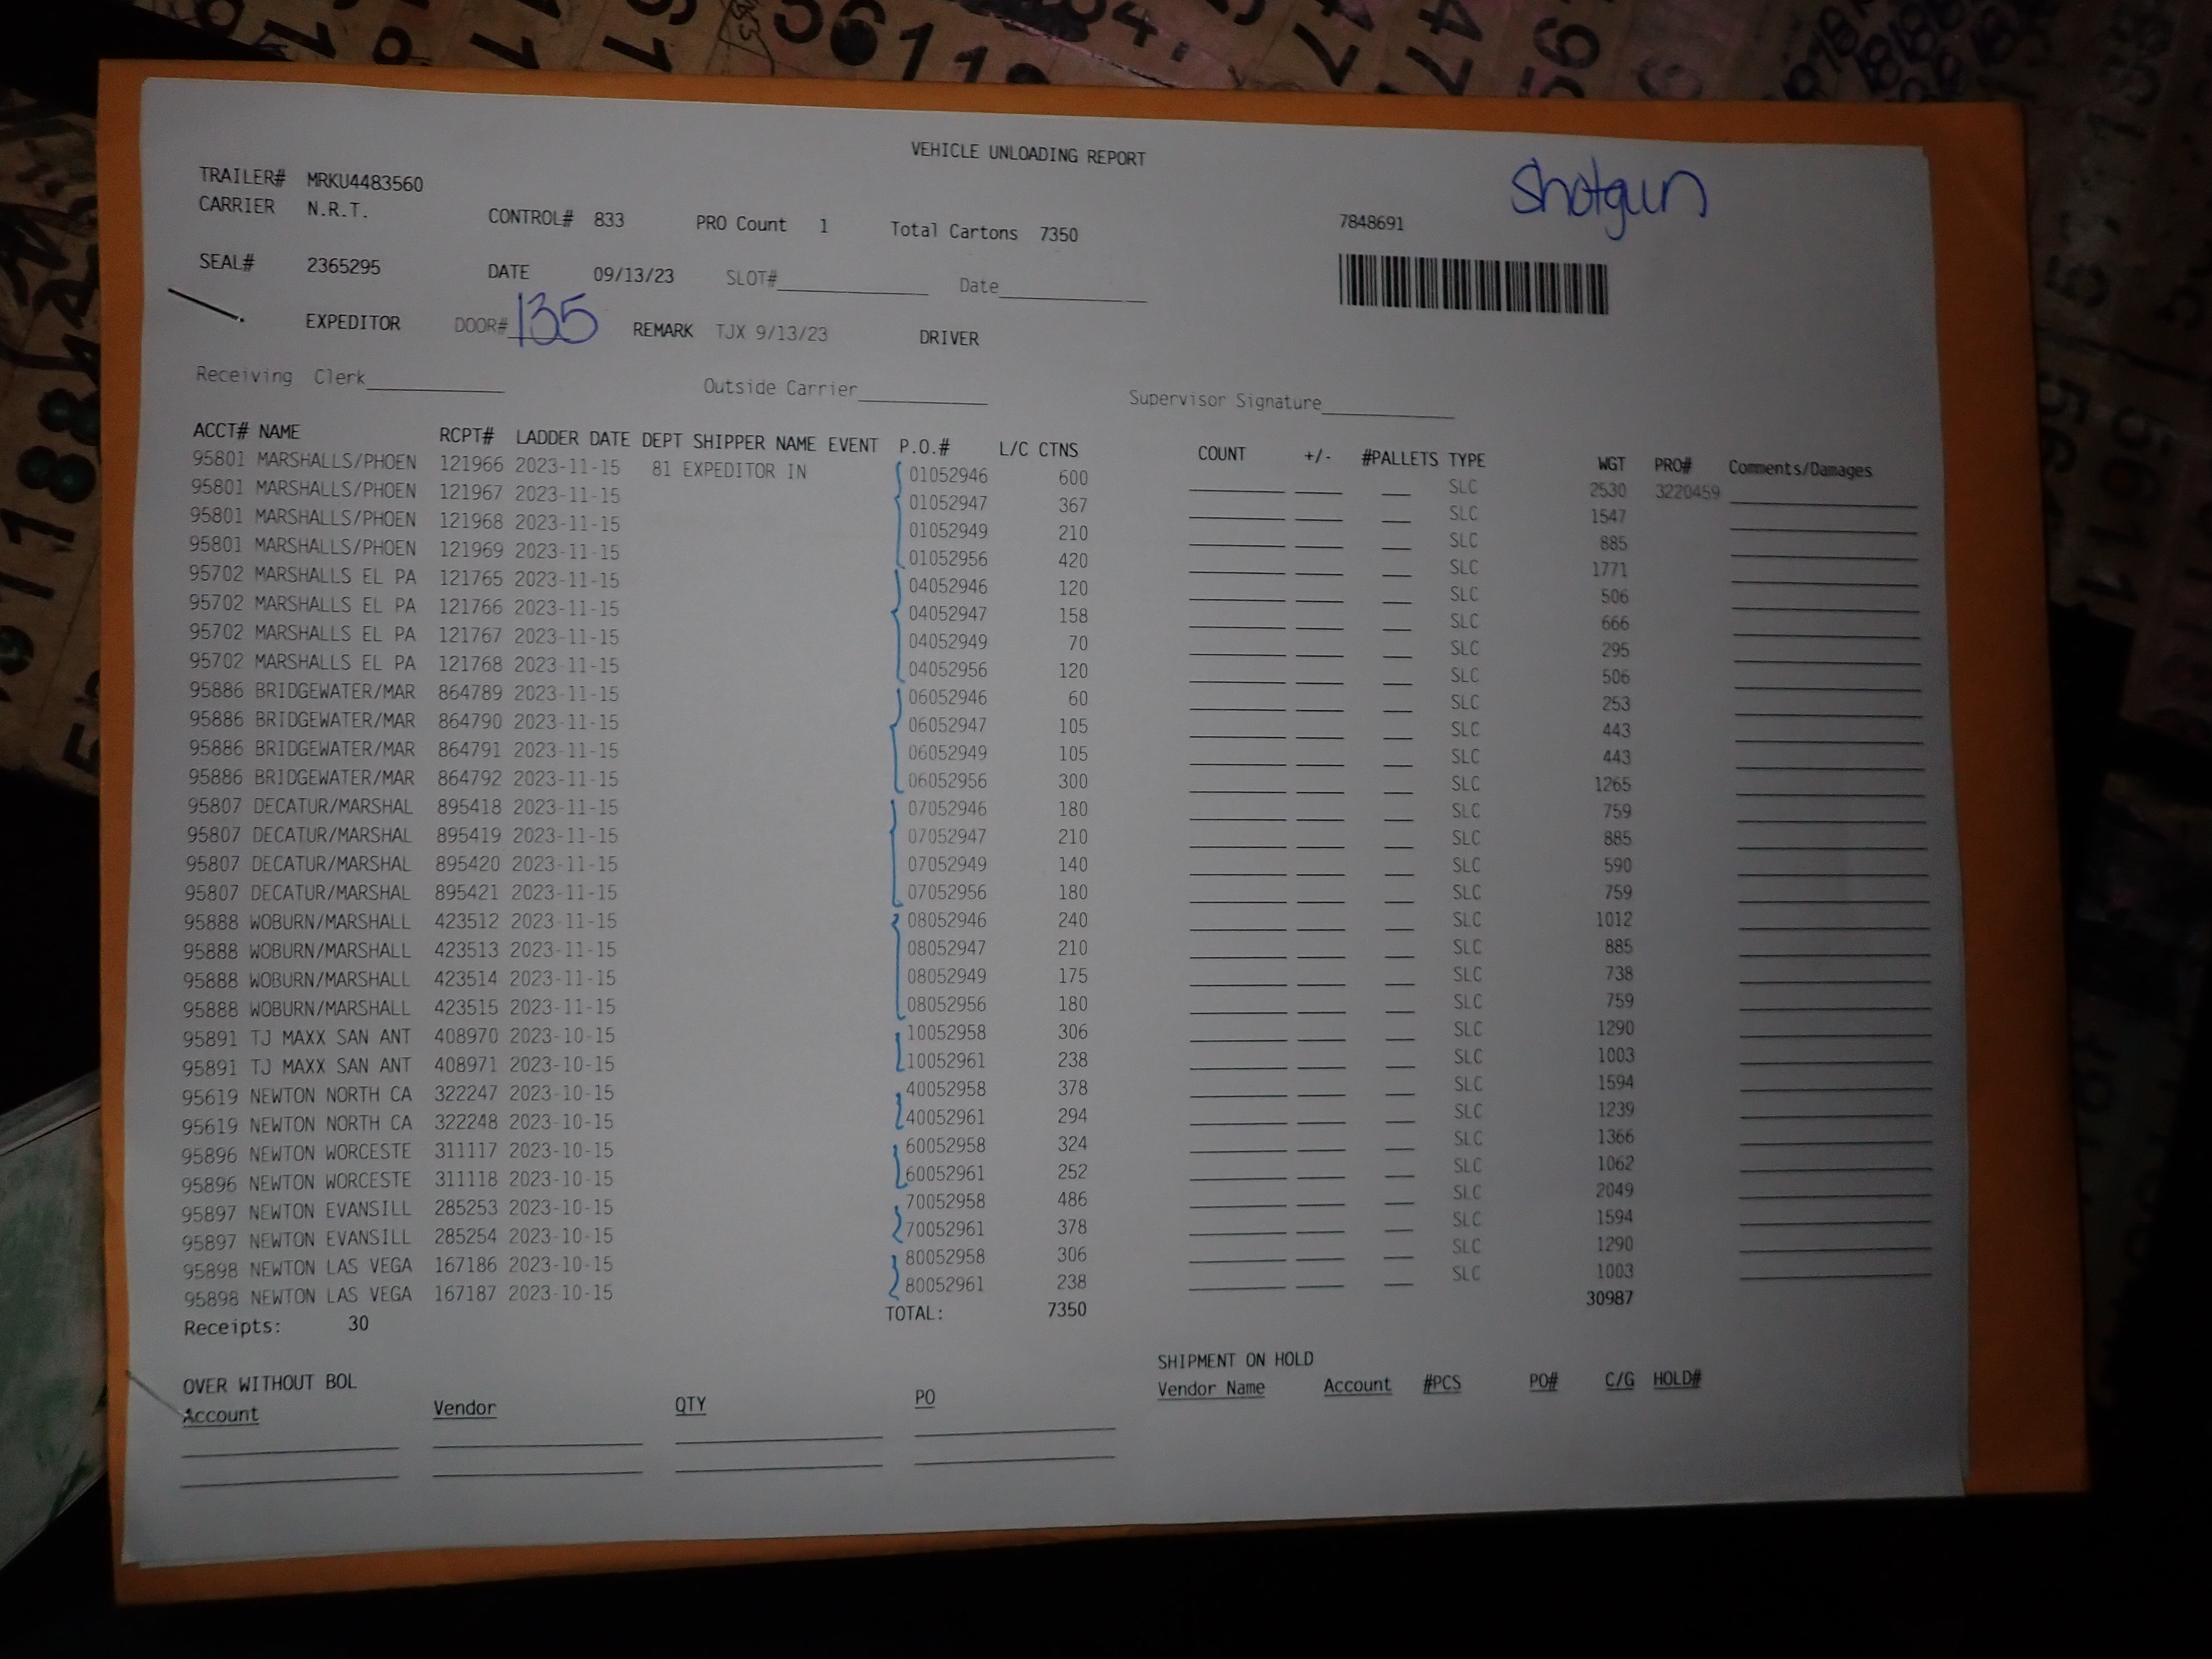 VEHICLE UNLOADING REPORT
Shotgun
TRAILER# MRKU4483560
CARRIER N.R.T. CONTROL# 833 PRO Count 1 Total Cartons 7350 7848691
SEAL# 2365295 DATE 09/13/23 SLOT# Date
EXPEDITOR DOOR# 135 REMARK TJX 9/13/23 DRIVER
Receiving Clerk Outside Carrier Supervisor Signature
ACCT# NAME RCPT# LADDER DATE DEPT SHIPPER NAME EVENT P.O.# L/C CTNS COUNT +/- #PALLETS TYPE WGT PRO# Comments/Damages
95801 MARSHALLS/PHOEN 121966 2023-11-15 81 EXPEDITOR IN 01052946 600 SLC 2530 3220459
95801 MARSHALLS/PHOEN 121967 2023-11-15 01052947 367 SLC 1547
95801 MARSHALLS/PHOEN 121968 2023-11-15 01052949 210 SLC 885
95801 MARSHALLS/PHOEN 121969 2023-11-15 01052956 420 SLC 1771
95702 MARSHALLS EL PA 121765 2023-11-15 04052946 120 SLC 506
95702 MARSHALLS EL PA 121766 2023-11-15 04052947 158 SLC 666
95702 MARSHALLS EL PA 121767 2023-11-15 04052949 70 SLC 295
95702 MARSHALLS EL PA 121768 2023-11-15 04052956 120 SLC 506
95886 BRIDGEWATER/MAR 864789 2023-11-15 06052946 60 SLC 253
95886 BRIDGEWATER/MAR 864790 2023-11-15 06052947 105 SLC 443
95886 BRIDGEWATER/MAR 864791 2023-11-15 06052949 105 SLC 443
95886 BRIDGEWATER/MAR 864792 2023-11-15 06052956 300 SLC 1265
95807 DECATUR/MARSHAL 895418 2023-11-15 07052946 180 SLC 759
95807 DECATUR/MARSHAL 895419 2023-11-15 07052947 210 SLC 885
95807 DECATUR/MARSHAL 895420 2023-11-15 07052949 140 SLC 590
95807 DECATUR/MARSHAL 895421 2023-11-15 07052956 180 SLC 759
95888 WOBURN/MARSHALL 423512 2023-11-15 08052946 240 SLC 1012
95888 WOBURN/MARSHALL 423513 2023-11-15 08052947 210 SLC 885
95888 WOBURN/MARSHALL 423514 2023-11-15 08052949 175 SLC 738
95888 WOBURN/MARSHALL 423515 2023-11-15 08052956 180 SLC 759
95891 TJ MAXX SAN ANT 408970 2023-10-15 10052958 306 SLC 1290
95891 TJ MAXX SAN ANT 408971 2023-10-15 10052961 238 SLC 1003
95619 NEWTON NORTH CA 322247 2023-10-15 40052958 378 SLC 1594
95619 NEWTON NORTH CA 322248 2023-10-15 40052961 294 SLC 1239
95896 NEWTON WORCESTE 311117 2023-10-15 60052958 324 SLC 1366
95896 NEWTON WORCESTE 311118 2023-10-15 60052961 252 SLC 1062
95897 NEWTON EVANSILL 285253 2023-10-15 70052958 486 SLC 2049
95897 NEWTON EVANSILL 285254 2023-10-15 70052961 378 SLC 1594
95898 NEWTON LAS VEGA 167186 2023-10-15 80052958 306 SLC 1290
95898 NEWTON LAS VEGA 167187 2023-10-15 80052961 238 SLC 1003
Receipts: 30 TOTAL: 7350 30987
OVER WITHOUT BOL SHIPMENT ON HOLD
Account Vendor QTY PO Vendor Name Account #PCS PO# C/G HOLD#